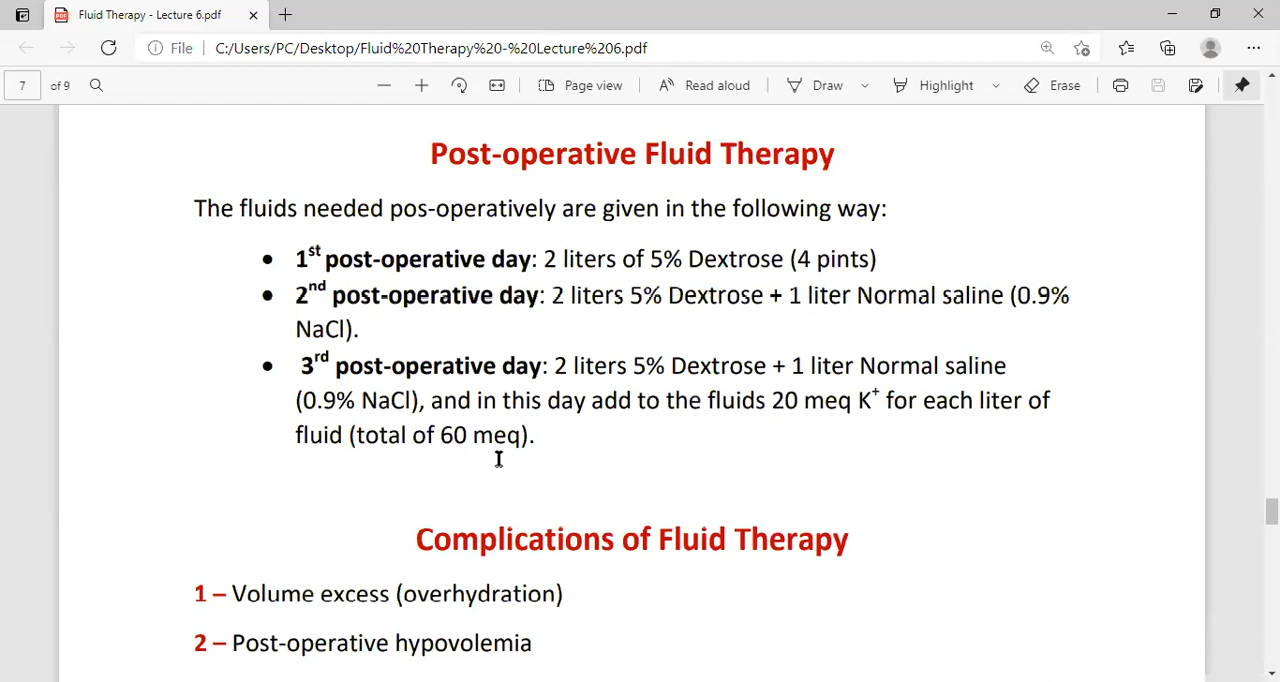 Fluid Therapy - Lecture 6.pdf
File
C:/Users/PC/Desktop/Fluid%20Therapy%20-%20Lecture%206.pdf
7 of 9
Page view
Read aloud
Draw
Highlight
Erase
Post-operative Fluid Therapy
The fluids needed pos-operatively are given in the following way:
• 1st post-operative day: 2 liters of 5% Dextrose (4 pints)
• 2nd post-operative day: 2 liters 5% Dextrose + 1 liter Normal saline (0.9%
NaCl).
• 3rd post-operative day: 2 liters 5% Dextrose + 1 liter Normal saline
(0.9% NaCl), and in this day add to the fluids 20 meq K+ for each liter of
fluid (total of 60 meq).
Complications of Fluid Therapy
1 – Volume excess (overhydration)
2 – Post-operative hypovolemia